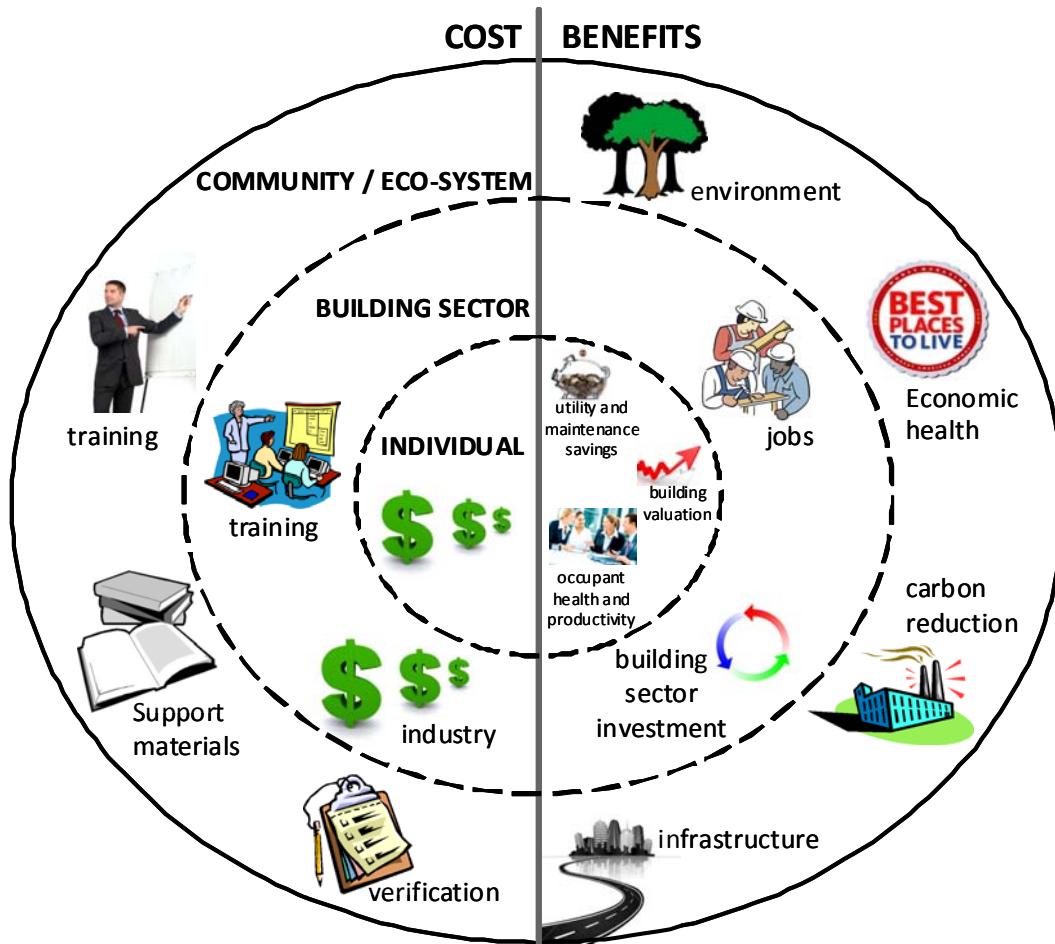 COST
BENEFITS
COMMUNITY / ECO-SYSTEM
environment
BUILDING SECTOR
BEST
PLACES
TO LIVE
Economic
health
training
utility and
maintenance
savings
jobs
INDIVIDUAL
training
building
valuation
occupant
health and
productivity
carbon
reduction
building
sector
investment
Support
materials
industry
infrastructure
verification